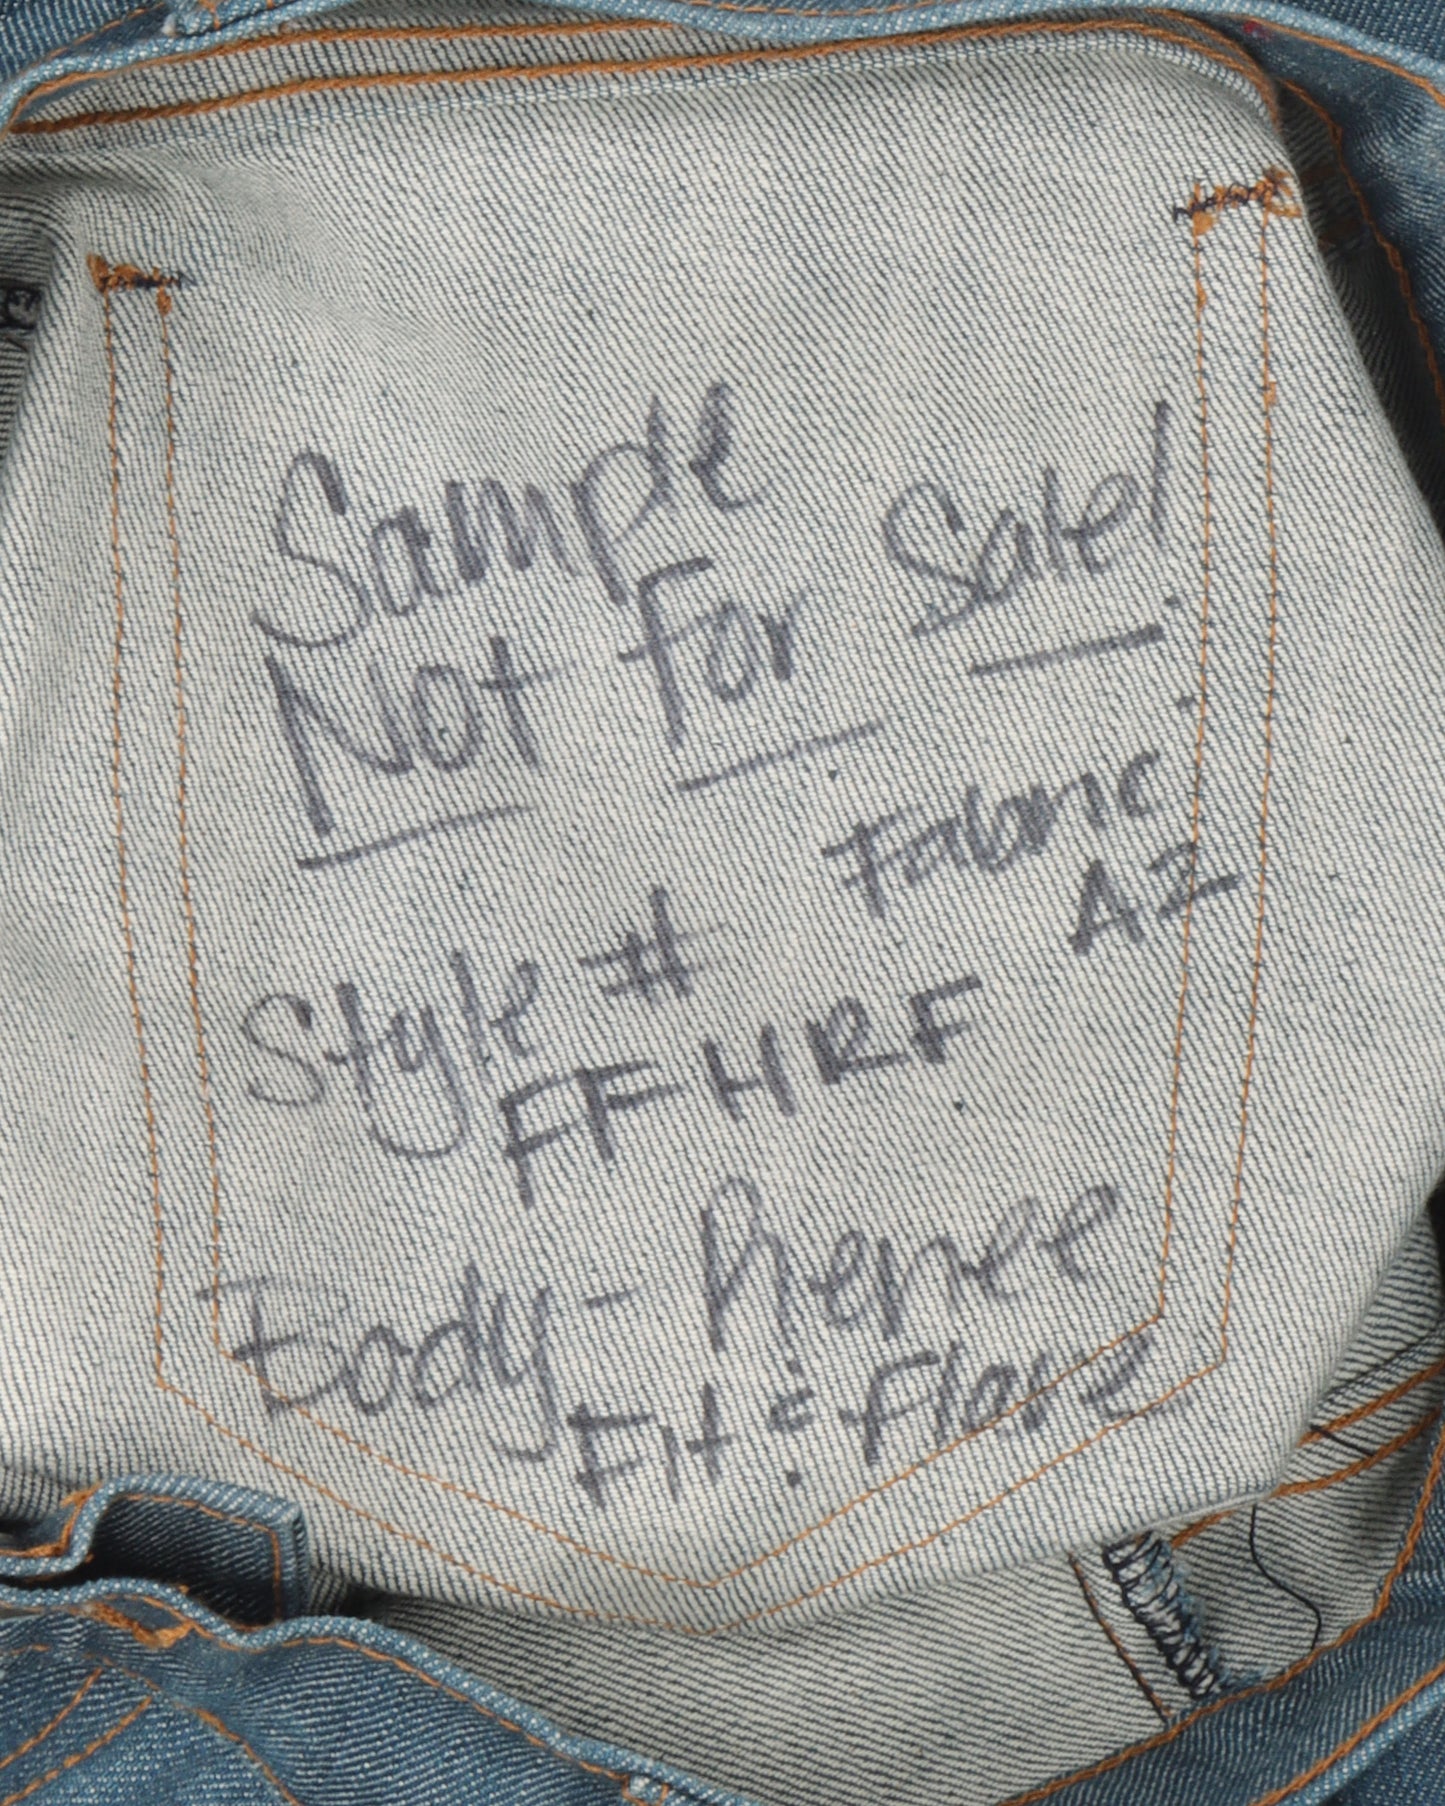 Sample
Not For Sale!
Fabric
A2
Style #
FFHRF
Body - Renee
Fit: Flare